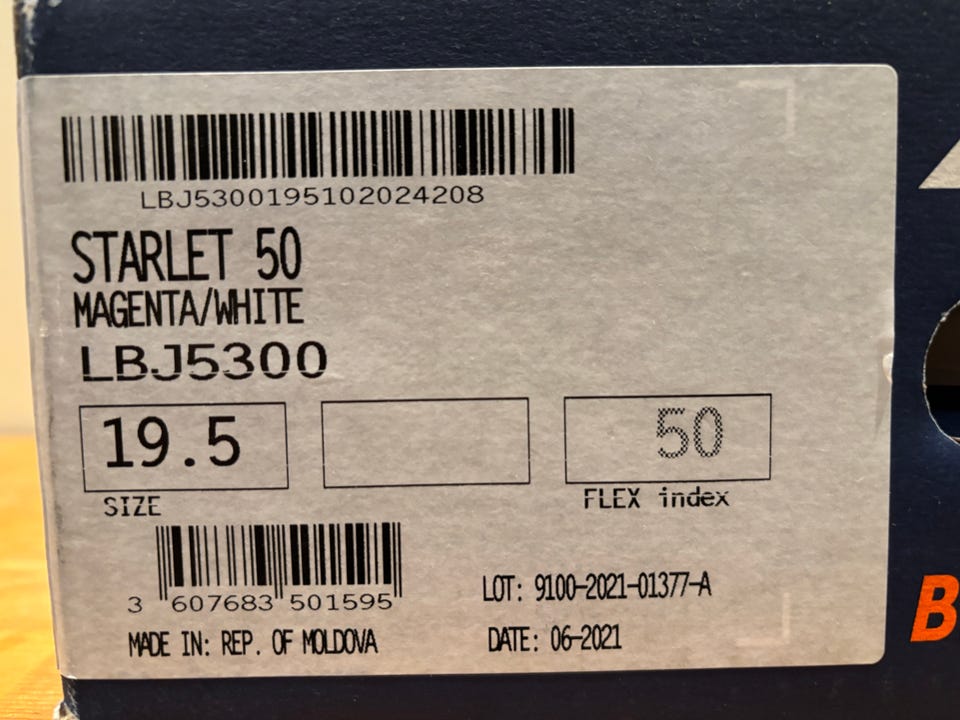 LBJ5300195102024208
STARLET 50
MAGENTA/WHITE
LBJ5300
19.5
50
SIZE
FLEX index
3 607683 501595
LOT: 9100-2021-01377-A
MADE IN: REP. OF MOLDOVA
DATE: 06-2021
B